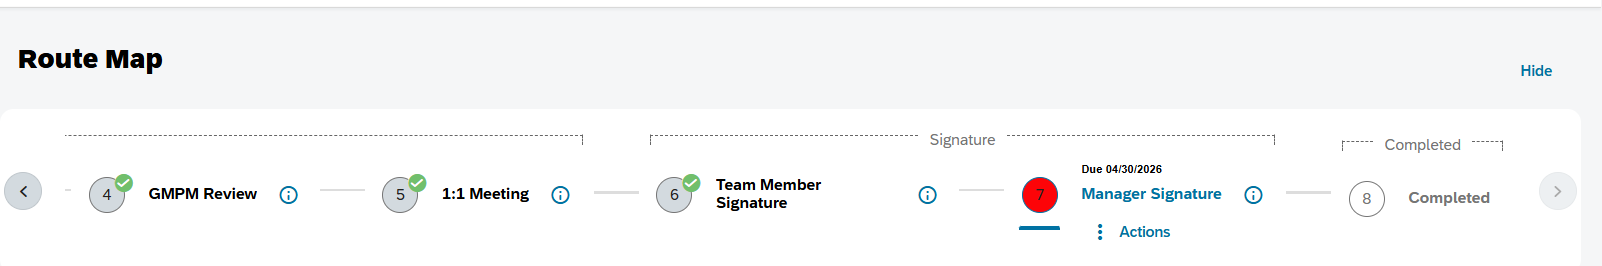 Route Map
Hide
Signature
Completed
Due 04/30/2026
4
GMPM Review
5
1:1 Meeting
6
Team Member
Signature
7
Manager Signature
8
Completed
Actions